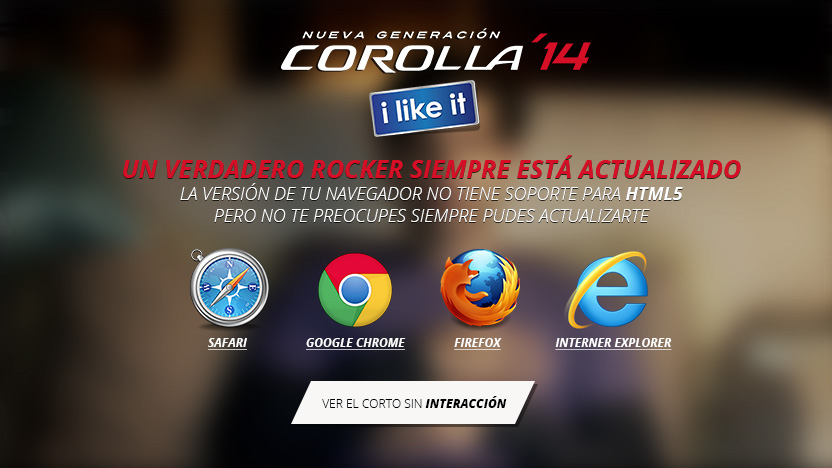 NUEVA GENERACIÓN
COROLLA ´14
i like it
UN VERDADERO ROCKER SIEMPRE ESTÁ ACTUALIZADO
LA VERSIÓN DE TU NAVEGADOR NO TIENE SOPORTE PARA HTML5
PERO NO TE PREOCUPES SIEMPRE PUDES ACTUALIZARTE
N
W
E
S
SAFARI
GOOGLE CHROME
FIREFOX
INTERNER EXPLORER
VER EL CORTO SIN INTERACCIÓN